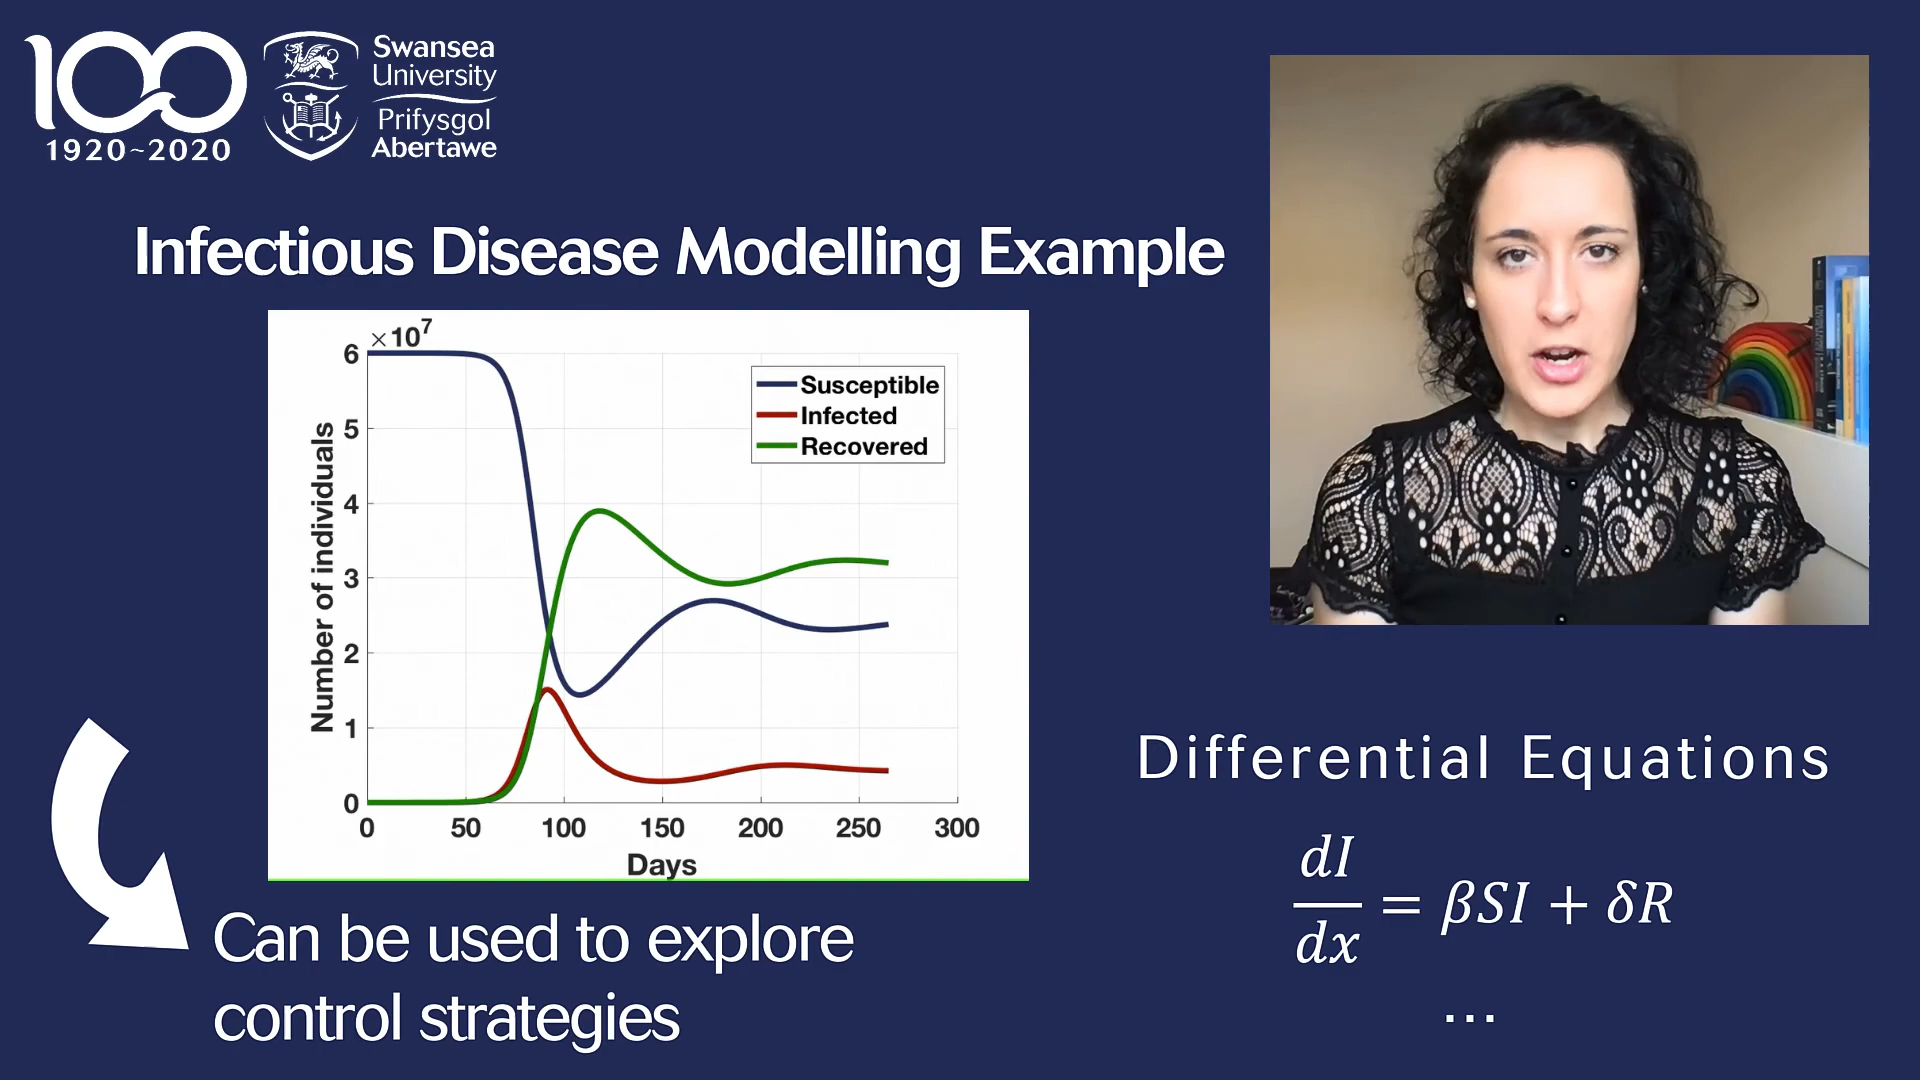 100
1920~2020
Swansea
University
Prifysgol
Abertawe
Infectious Disease Modelling Example
×10⁷
6
5
4
3
2
1
0
Number of individuals
Susceptible
Infected
Recovered
0 50 100 150 200 250 300
Days
Can be used to explore
control strategies
Differential Equations
dI/dx = βSI + δR
...